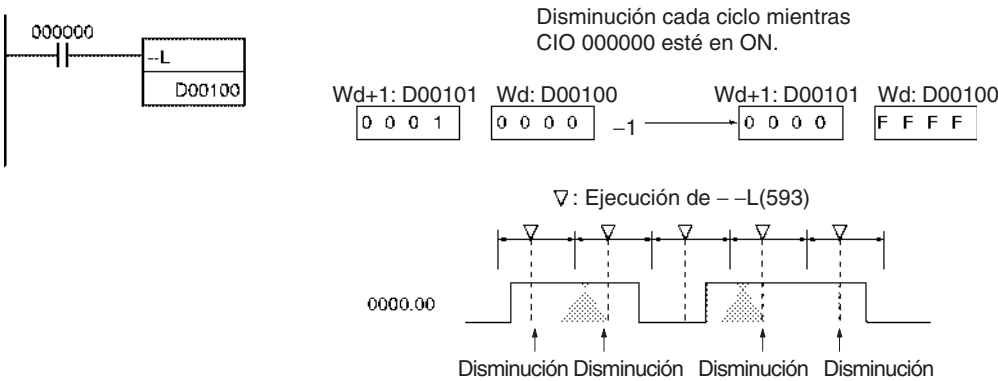 000000
--L
D00100
Disminución cada ciclo mientras
CIO 000000 esté en ON.
Wd+1: D00101 Wd: D00100 Wd+1: D00101 Wd: D00100
0 0 0 1 0 0 0 0 –1 0 0 0 0 F F F F
▽: Ejecución de – –L(593)
0000.00
Disminución Disminución Disminución Disminución